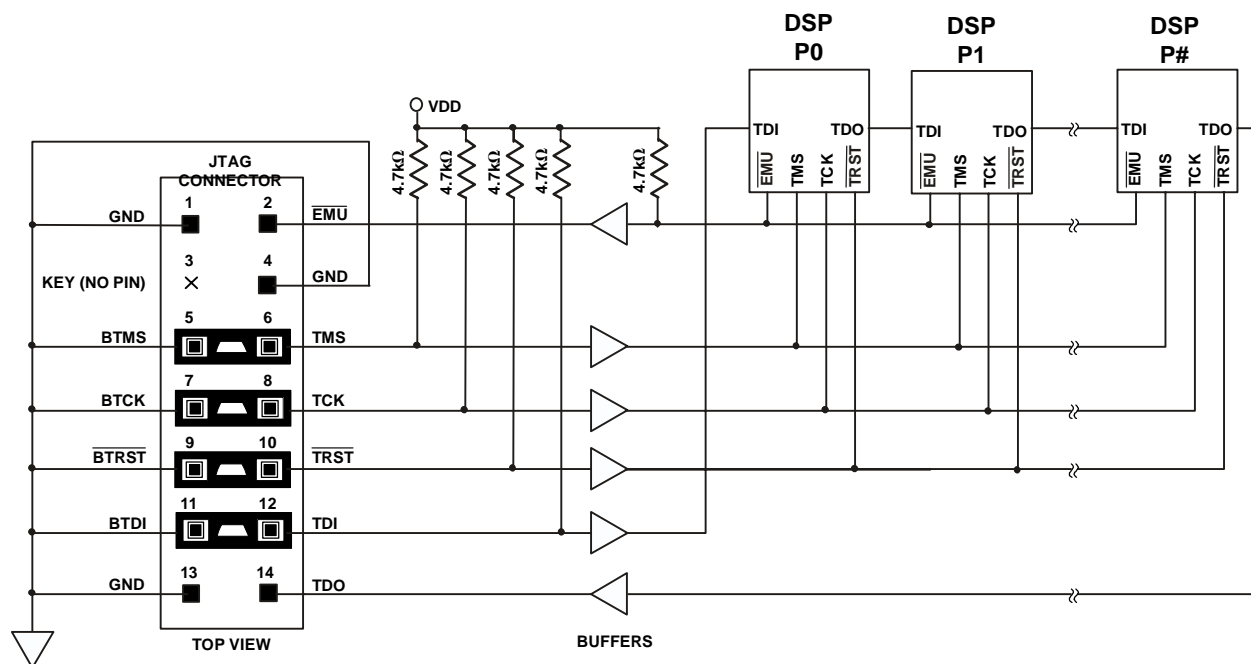 DSP
P0
DSP
P1
DSP
P#
VDD
4.7kΩ
4.7kΩ
4.7kΩ
4.7kΩ
4.7kΩ
TDI
TDO
EMU
TMS
TCK
TRST
TDI
TDO
EMU
TMS
TCK
TRST
TDI
TDO
EMU
TMS
TCK
TRST
JTAG
CONNECTOR
GND
1
2
EMU
KEY (NO PIN)
3
4
GND
BTMS
5
6
TMS
BTCK
7
8
TCK
BTRST
9
10
TRST
BTDI
11
12
TDI
GND
13
14
TDO
TOP VIEW
BUFFERS